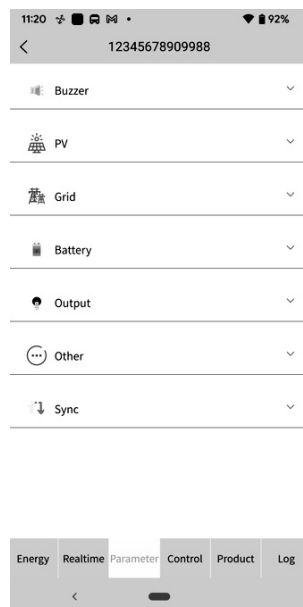 11:20 92%
12345678909988
Buzzer
PV
Grid
Battery
Output
Other
Sync
Energy Realtime Parameter Control Product Log